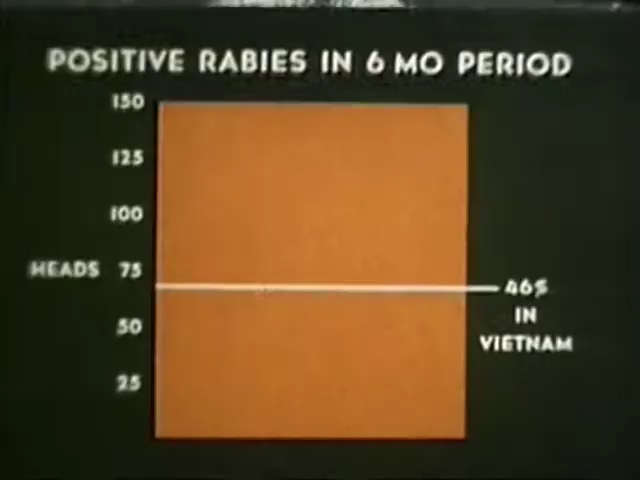 POSITIVE RABIES IN 6 MO PERIOD
150
125
100
HEADS 75
50
25
46%
IN
VIETNAM